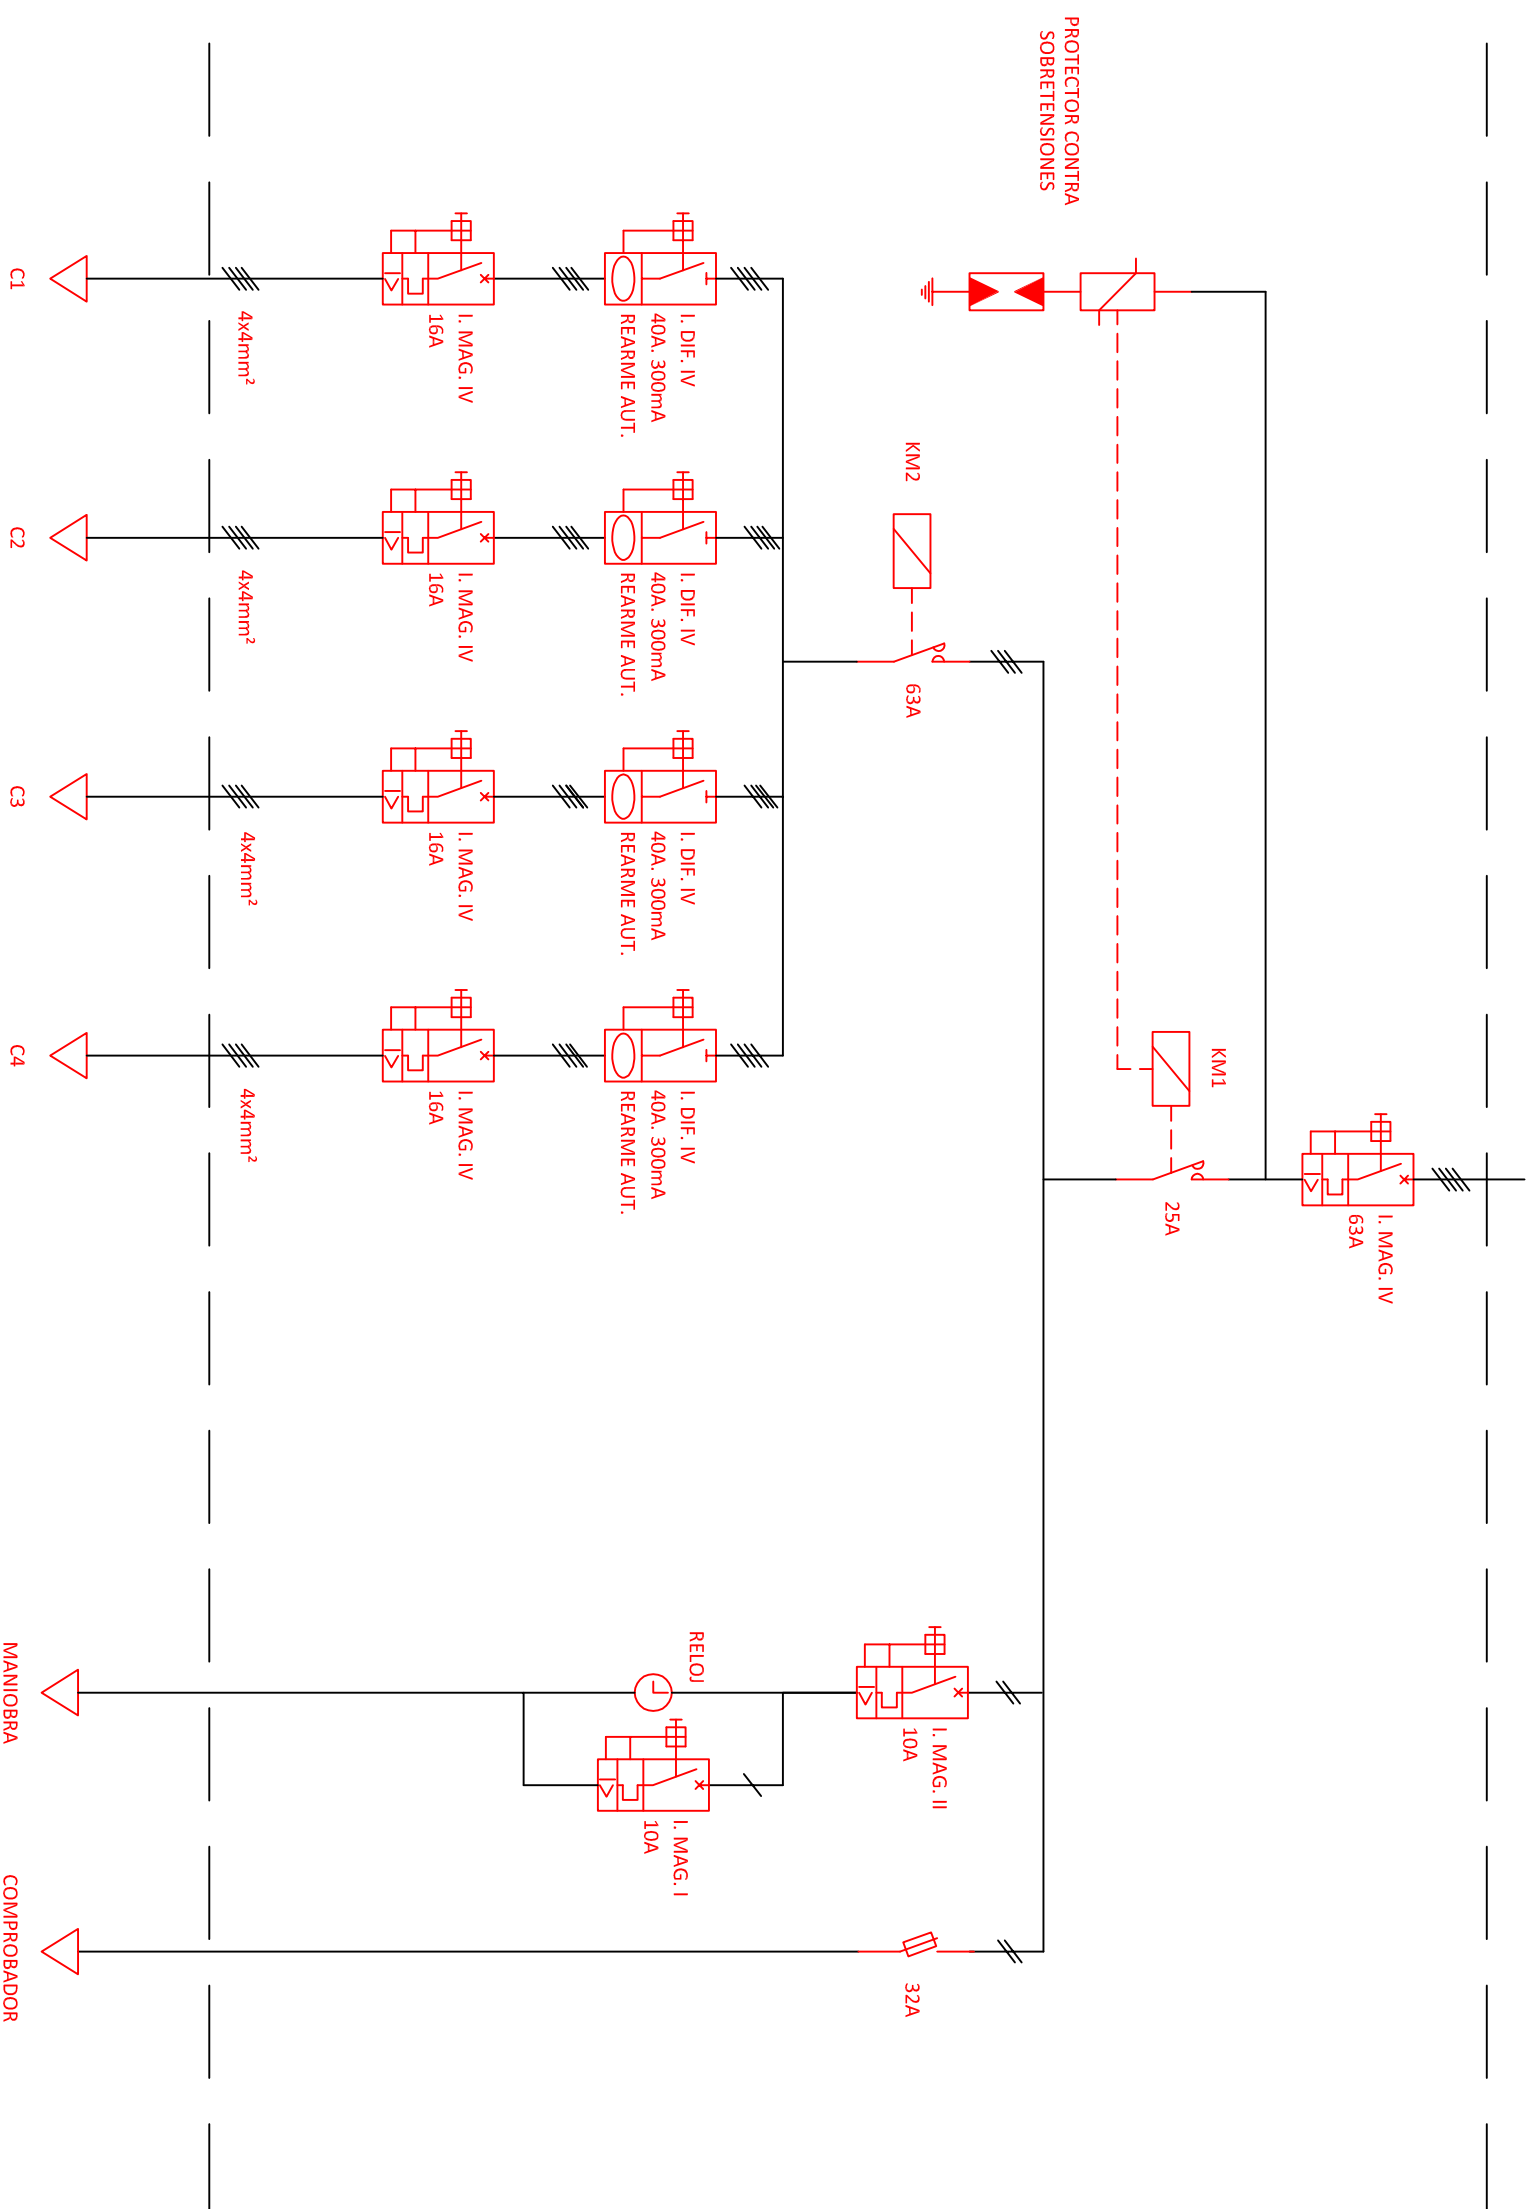 I. MAG. IV
63A
KM1
25A
PROTECTOR CONTRA
SOBRETENSIONES
KM2
63A
I. MAG. II
10A
32A
RELOJ
I. MAG. I
10A
I. DIF. IV
40A. 300mA
REARME AUT.
I. DIF. IV
40A. 300mA
REARME AUT.
I. DIF. IV
40A. 300mA
REARME AUT.
I. DIF. IV
40A. 300mA
REARME AUT.
I. MAG. IV
16A
I. MAG. IV
16A
I. MAG. IV
16A
I. MAG. IV
16A
4x4mm²
4x4mm²
4x4mm²
4x4mm²
C1
C2
C3
C4
MANIOBRA
COMPROBADOR